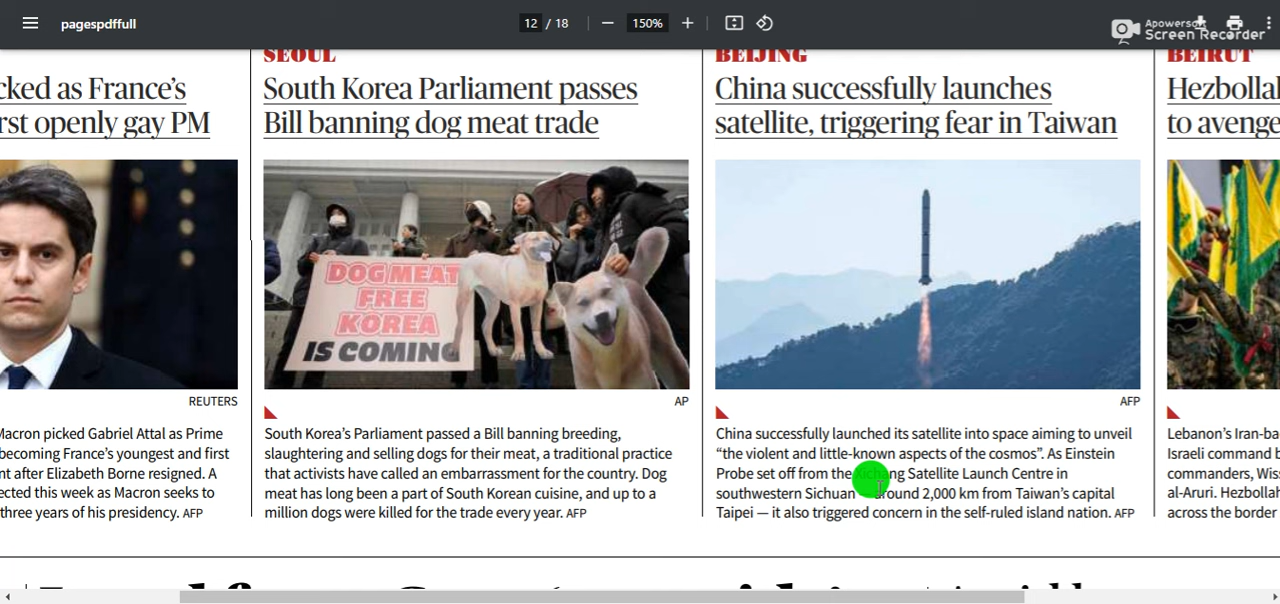 pagespdffull
12 / 18
150%
Apowersoft
Screen Recorder
cked as France's
rst openly gay PM
REUTERS
Macron picked Gabriel Attal as Prime
becoming France's youngest and first
nt after Elizabeth Borne resigned. A
ected this week as Macron seeks to
three years of his presidency. AFP
SEOUL
South Korea Parliament passes
Bill banning dog meat trade
DOG MEAT
FREE
KOREA
IS COMING
AP
South Korea's Parliament passed a Bill banning breeding,
slaughtering and selling dogs for their meat, a traditional practice
that activists have called an embarrassment for the country. Dog
meat has long been a part of South Korean cuisine, and up to a
million dogs were killed for the trade every year. AFP
BEIJING
China successfully launches
satellite, triggering fear in Taiwan
AFP
China successfully launched its satellite into space aiming to unveil
“the violent and little-known aspects of the cosmos”. As Einstein
Probe set off from the Xichang Satellite Launch Centre in
southwestern Sichuan — around 2,000 km from Taiwan's capital
Taipei — it also triggered concern in the self-ruled island nation. AFP
BEIRUT
Hezbollah
to avenge
Lebanon's Iran-ba
Israeli command b
commanders, Wis
al-Aruri. Hezbollah
across the border